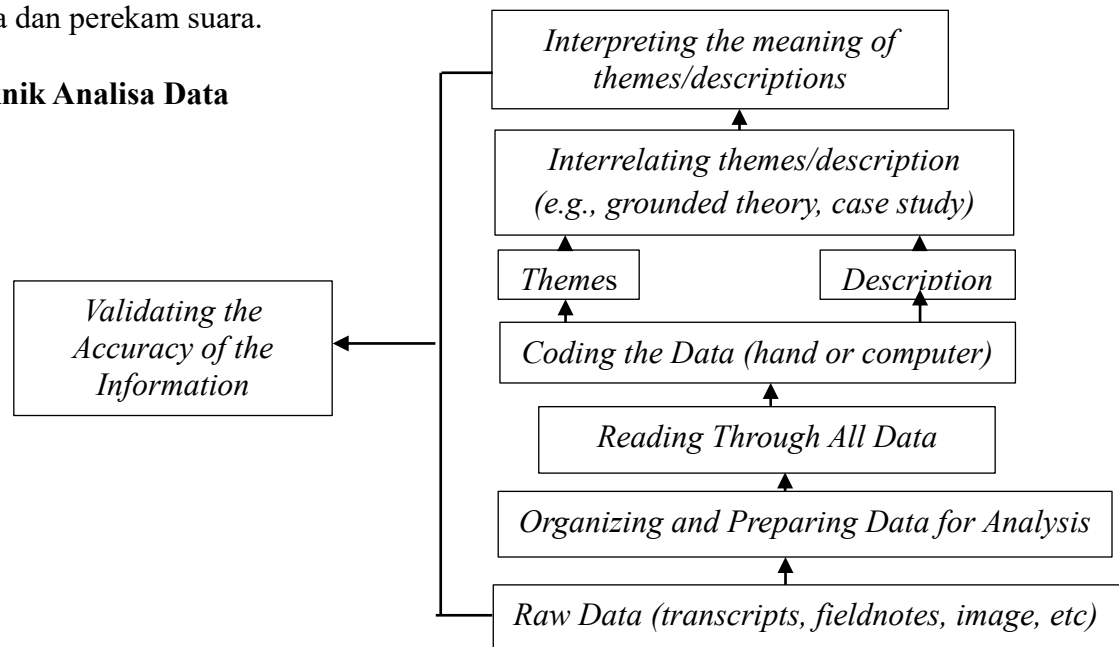 dan perekam suara.
Analisa Data
Interpreting the meaning of
themes/descriptions
Interrelating themes/description
(e.g., grounded theory, case study)
Themes
Description
Validating the
Accuracy of the
Information
Coding the Data (hand or computer)
Reading Through All Data
Organizing and Preparing Data for Analysis
Raw Data (transcripts, fieldnotes, image, etc)